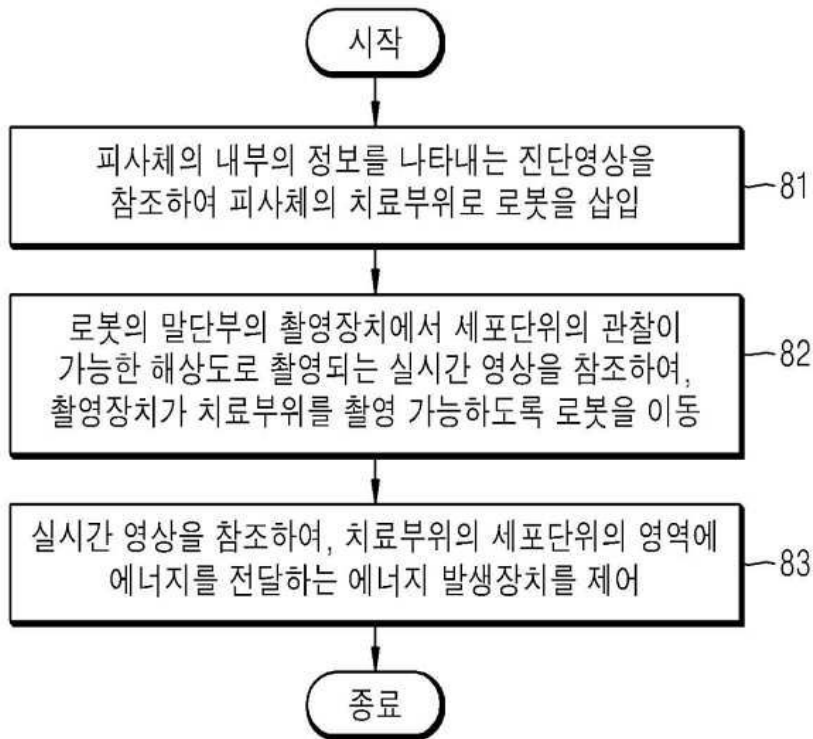 시작
피사체의 내부의 정보를 나타내는 진단영상을
참조하여 피사체의 치료부위로 로봇을 삽입
81
로봇의 말단부의 촬영장치에서 세포단위의 관찰이
가능한 해상도로 촬영되는 실시간 영상을 참조하여,
촬영장치가 치료부위를 촬영 가능하도록 로봇을 이동
82
실시간 영상을 참조하여, 치료부위의 세포단위의 영역에
에너지를 전달하는 에너지 발생장치를 제어
83
종료